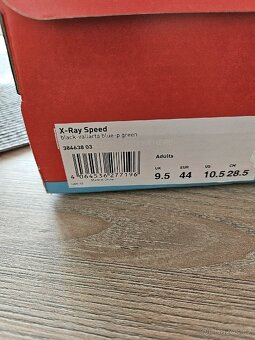 X-Ray Speed
black-vallarta blue-p green
384638 03
Adults
4 064536 277196
UK EUR US CM
9.5 44 10.5 28.5